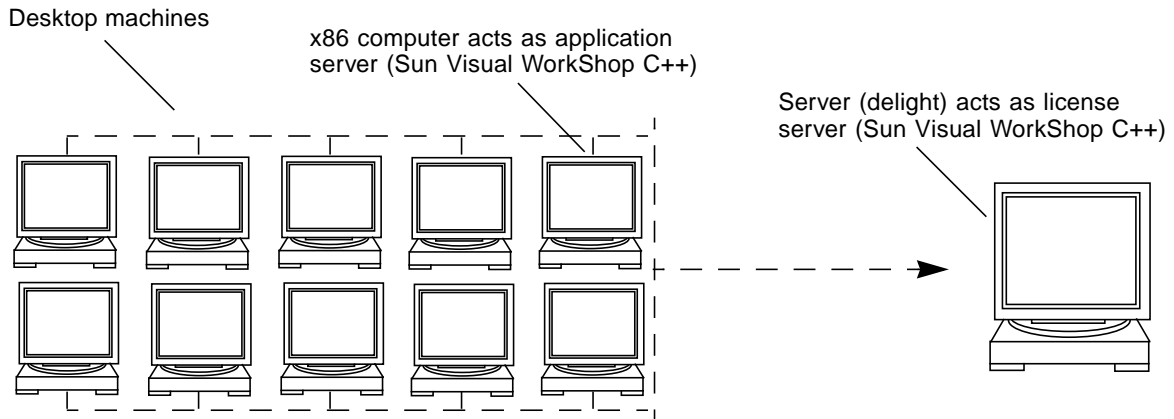 Desktop machines
x86 computer acts as application
server (Sun Visual WorkShop C++)
Server (delight) acts as license
server (Sun Visual WorkShop C++)